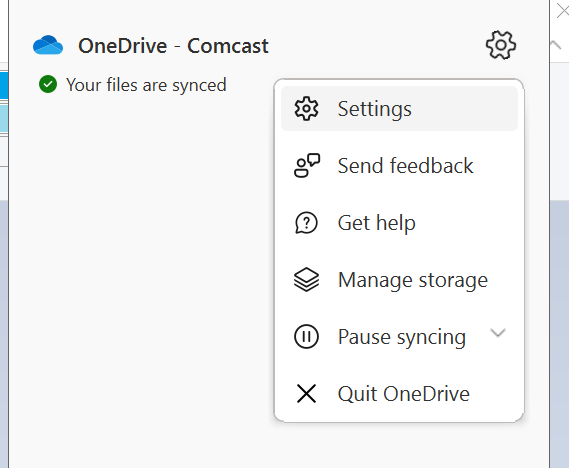 OneDrive - Comcast
Your files are synced
Settings
Send feedback
Get help
Manage storage
Pause syncing
Quit OneDrive